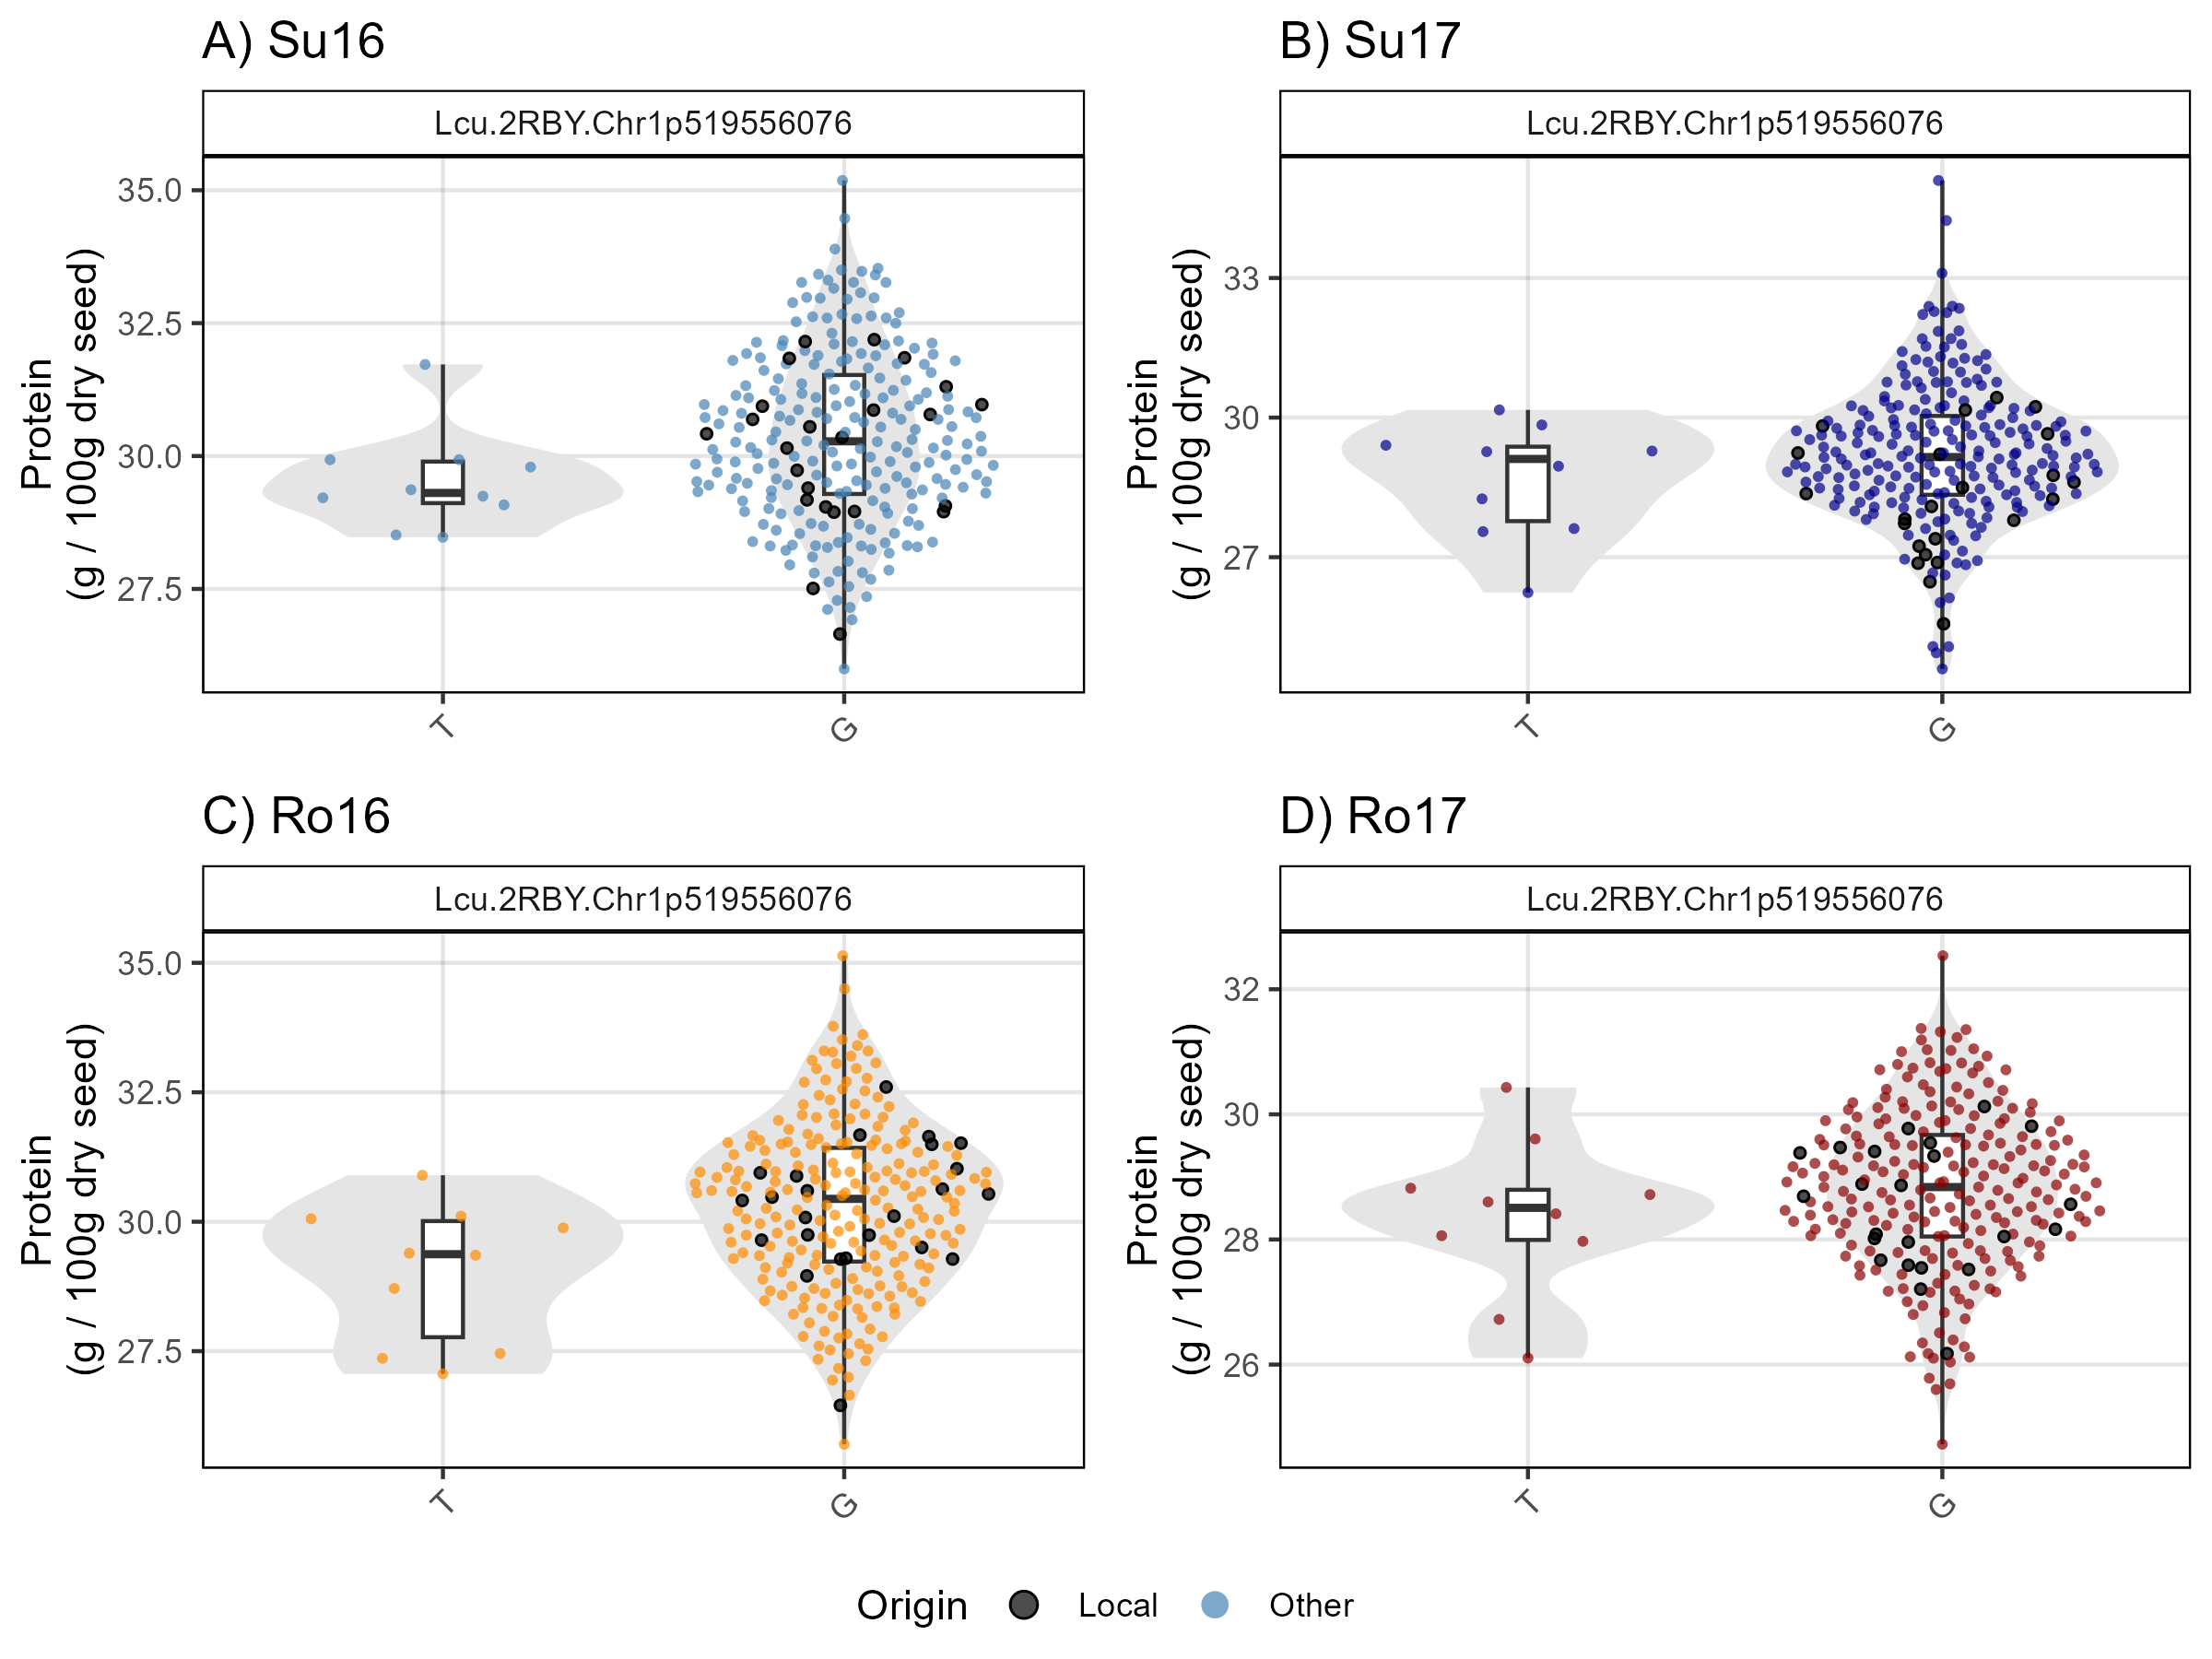 A) Su16
Lcu.2RBY.Chr1p519556076
Protein
(g / 100g dry seed)
35.0
32.5
30.0
27.5
T
G
B) Su17
Lcu.2RBY.Chr1p519556076
Protein
(g / 100g dry seed)
33
30
27
T
G
C) Ro16
Lcu.2RBY.Chr1p519556076
Protein
(g / 100g dry seed)
35.0
32.5
30.0
27.5
T
G
D) Ro17
Lcu.2RBY.Chr1p519556076
Protein
(g / 100g dry seed)
32
30
28
26
T
G
Origin Local Other